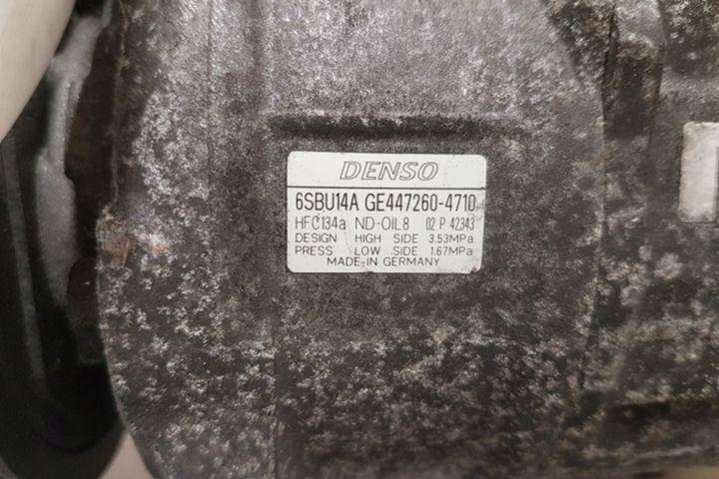 DENSO
6SBU14A GE447260-4710
HFC134a ND-OIL8 02 P 42343
DESIGN HIGH SIDE 3.53MPa
PRESS LOW SIDE 1.67MPa
MADE IN GERMANY